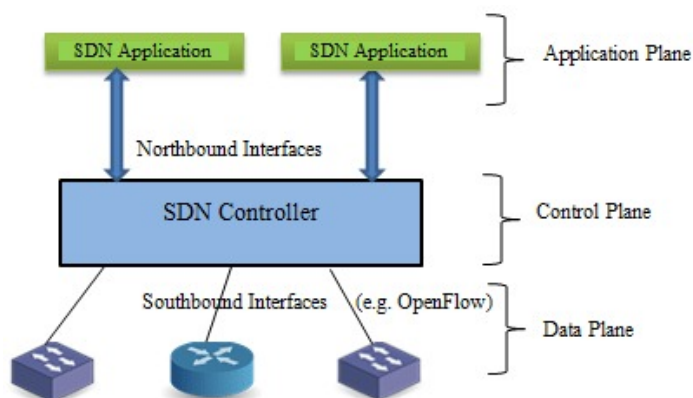 SDN Application
SDN Application
Application Plane
Northbound Interfaces
SDN Controller
Control Plane
Southbound Interfaces (e.g. OpenFlow)
Data Plane